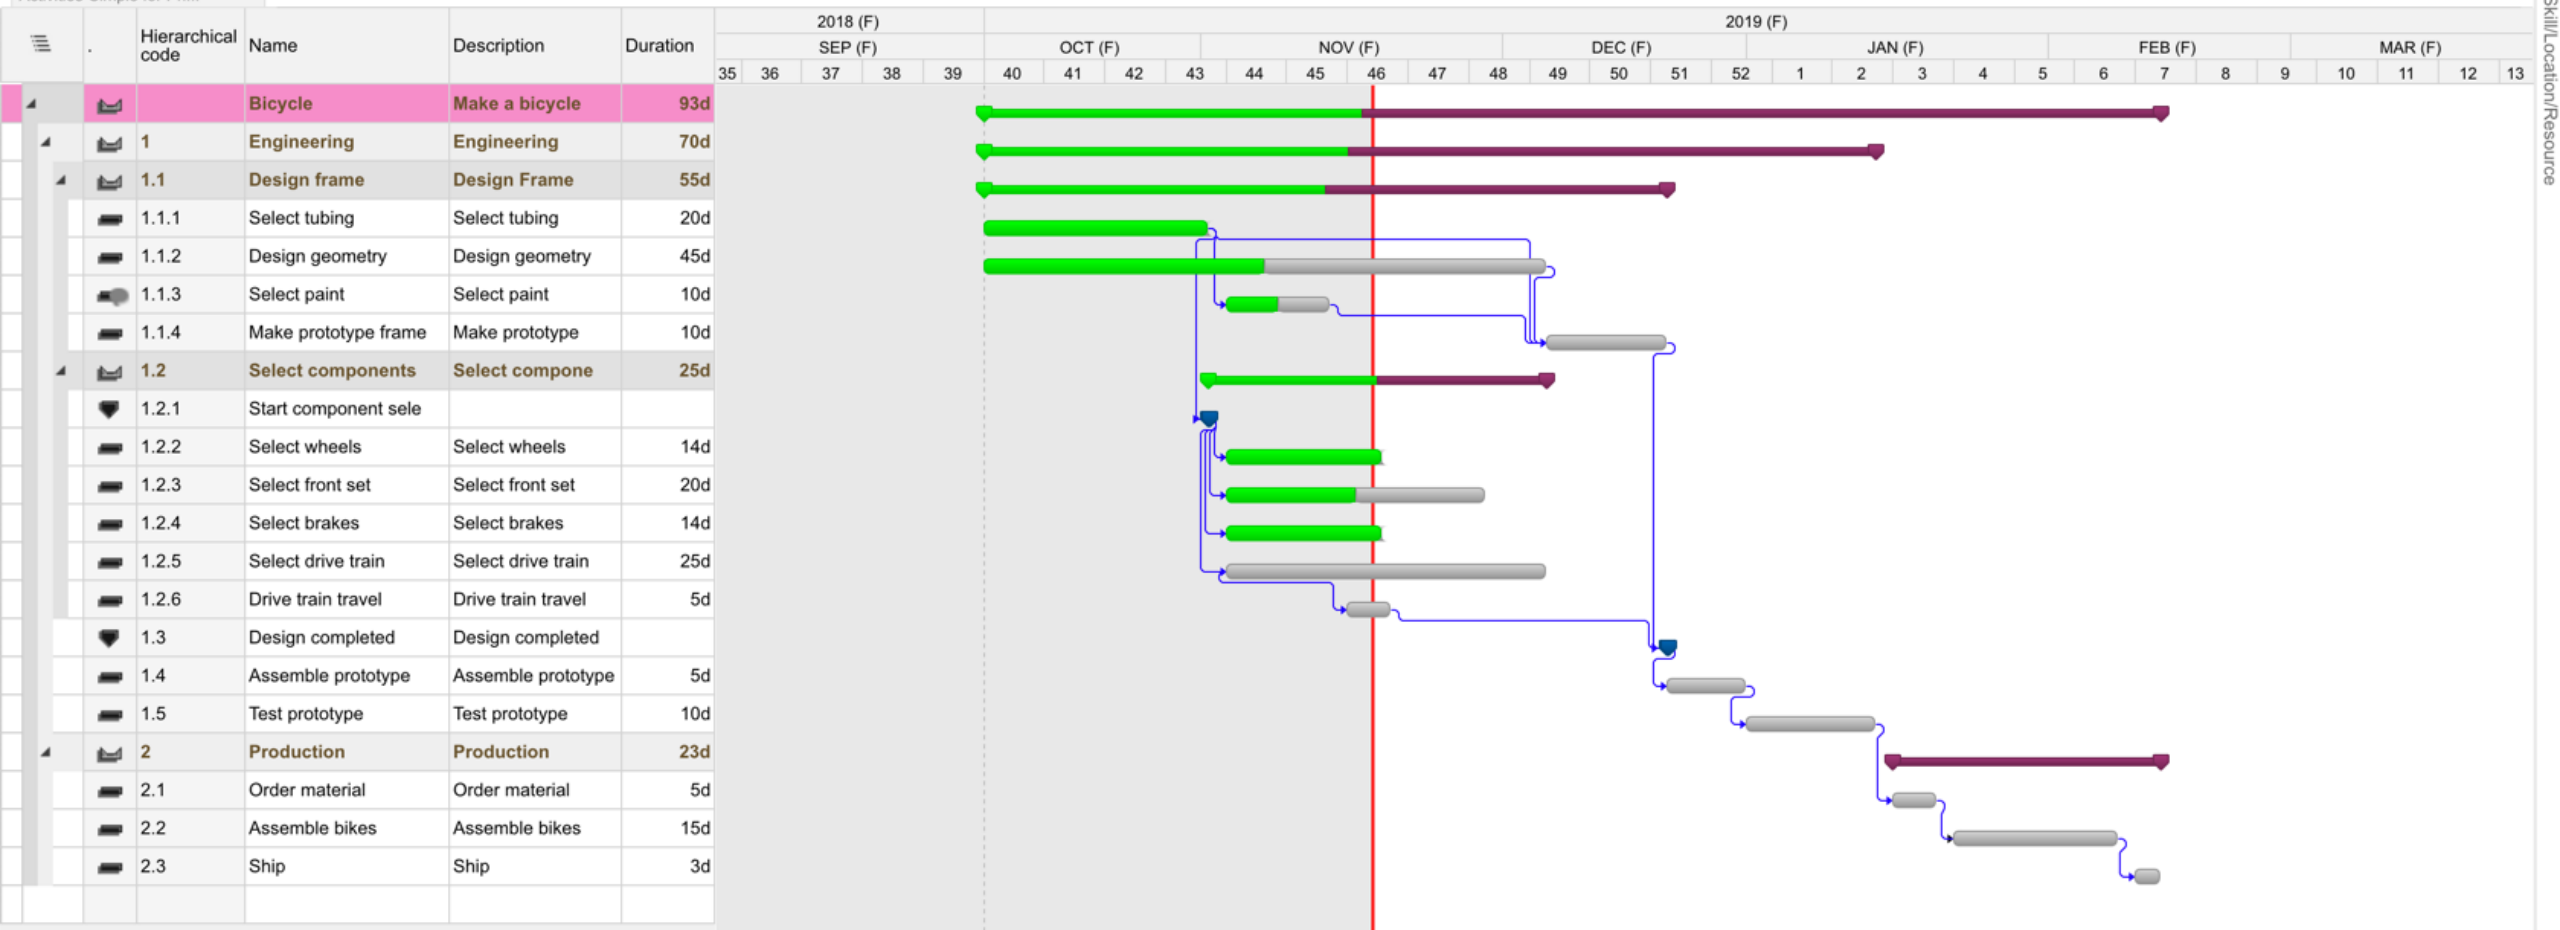 2018 (F) 2019 (F)
Hierarchical code . Name Description Duration SEP (F) OCT (F) NOV (F) DEC (F) JAN (F) FEB (F) MAR (F)
35 36 37 38 39 40 41 42 43 44 45 46 47 48 49 50 51 52 1 2 3 4 5 6 7 8 9 10 11 12 13
Bicycle Make a bicycle 93d
1 Engineering Engineering 70d
1.1 Design frame Design Frame 55d
1.1.1 Select tubing Select tubing 20d
1.1.2 Design geometry Design geometry 45d
1.1.3 Select paint Select paint 10d
1.1.4 Make prototype frame Make prototype 10d
1.2 Select components Select compone 25d
1.2.1 Start component sele
1.2.2 Select wheels Select wheels 14d
1.2.3 Select front set Select front set 20d
1.2.4 Select brakes Select brakes 14d
1.2.5 Select drive train Select drive train 25d
1.2.6 Drive train travel Drive train travel 5d
1.3 Design completed Design completed
1.4 Assemble prototype Assemble prototype 5d
1.5 Test prototype Test prototype 10d
2 Production Production 23d
2.1 Order material Order material 5d
2.2 Assemble bikes Assemble bikes 15d
2.3 Ship Ship 3d
Skill/Location/Resource